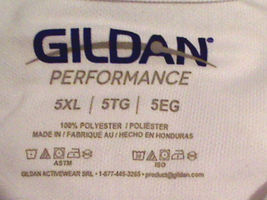 GILDAN®
PERFORMANCE
5XL / 5TG / 5EG
100% POLYESTER / POLIÉSTER
MADE IN / FABRIQUÉ AU / HECHO EN HONDURAS
ASTM ISO
GILDAN ACTIVEWEAR SRL • 1-877-445-3265 • product@gildan.com